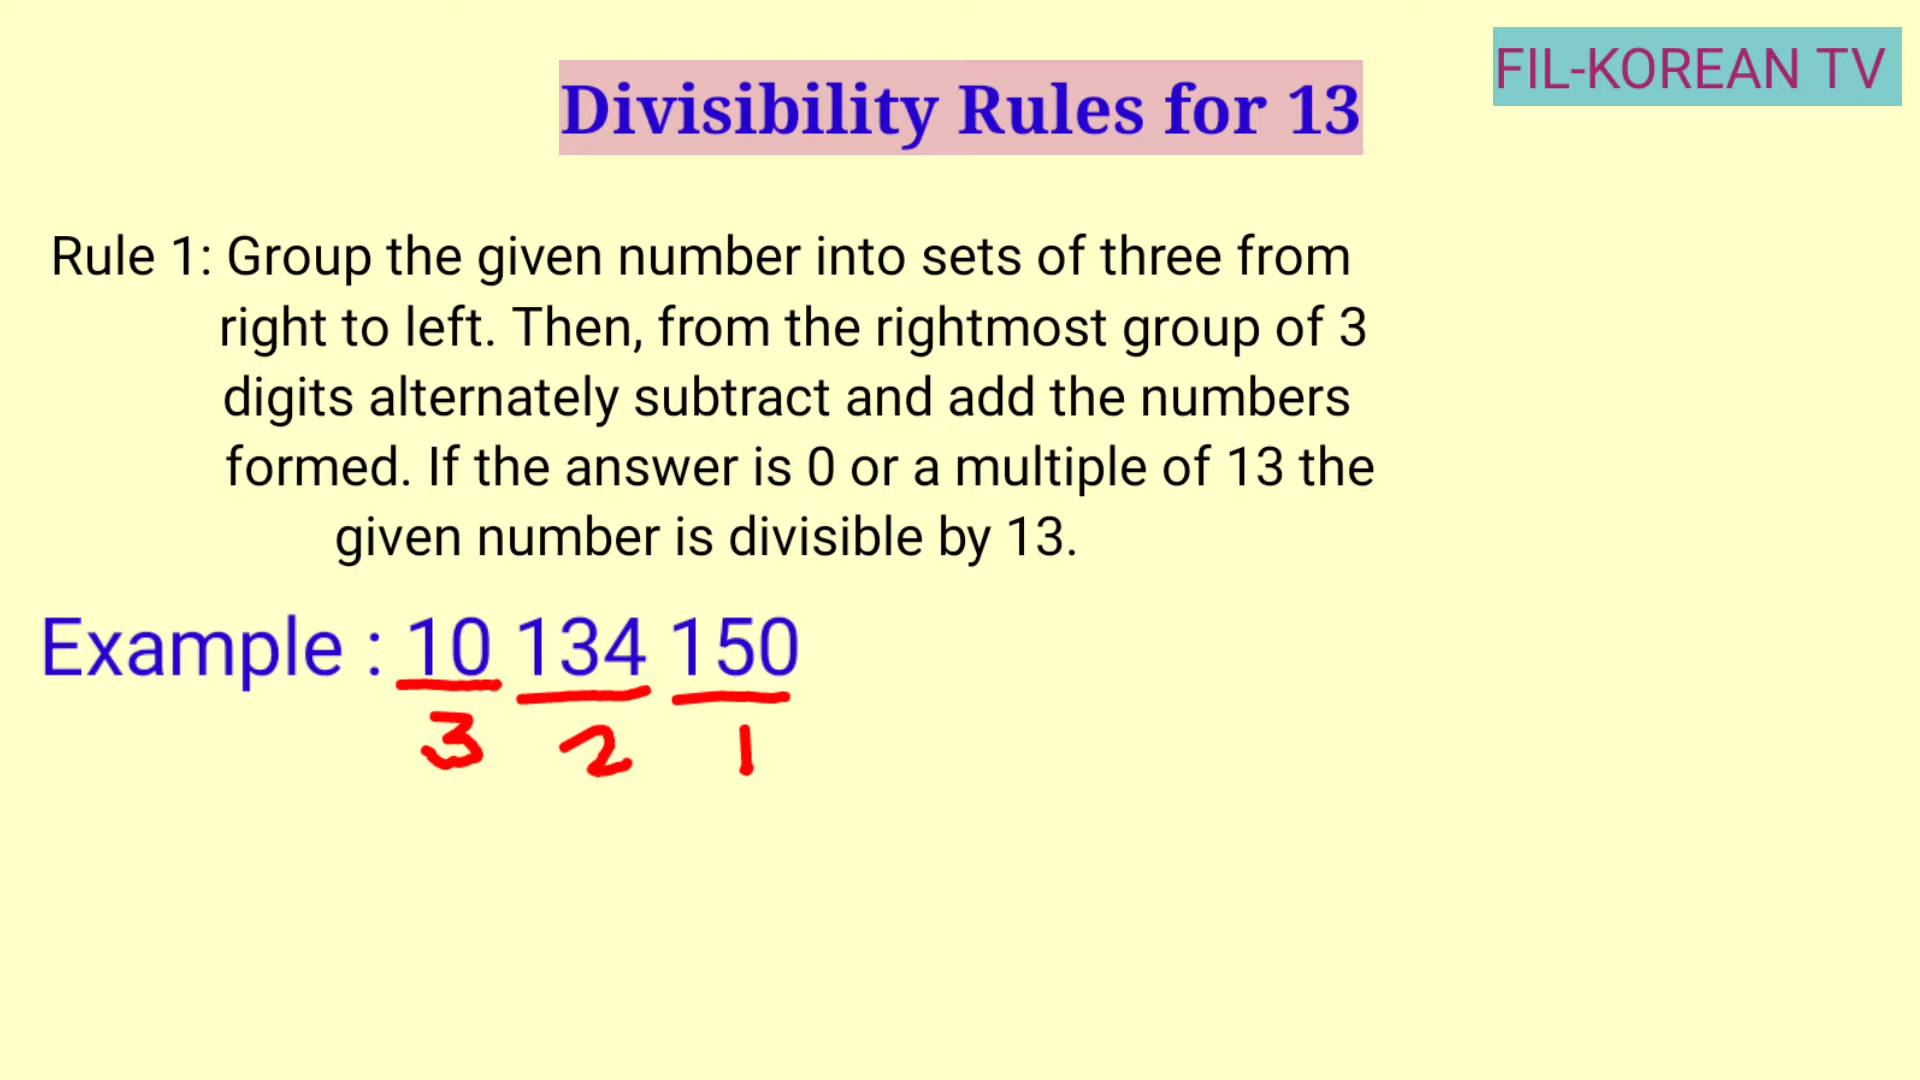 FIL-KOREAN TV
Divisibility Rules for 13
Rule 1: Group the given number into sets of three from
right to left. Then, from the rightmost group of 3
digits alternately subtract and add the numbers
formed. If the answer is 0 or a multiple of 13 the
given number is divisible by 13.
Example : 10 134 150
3 2 1